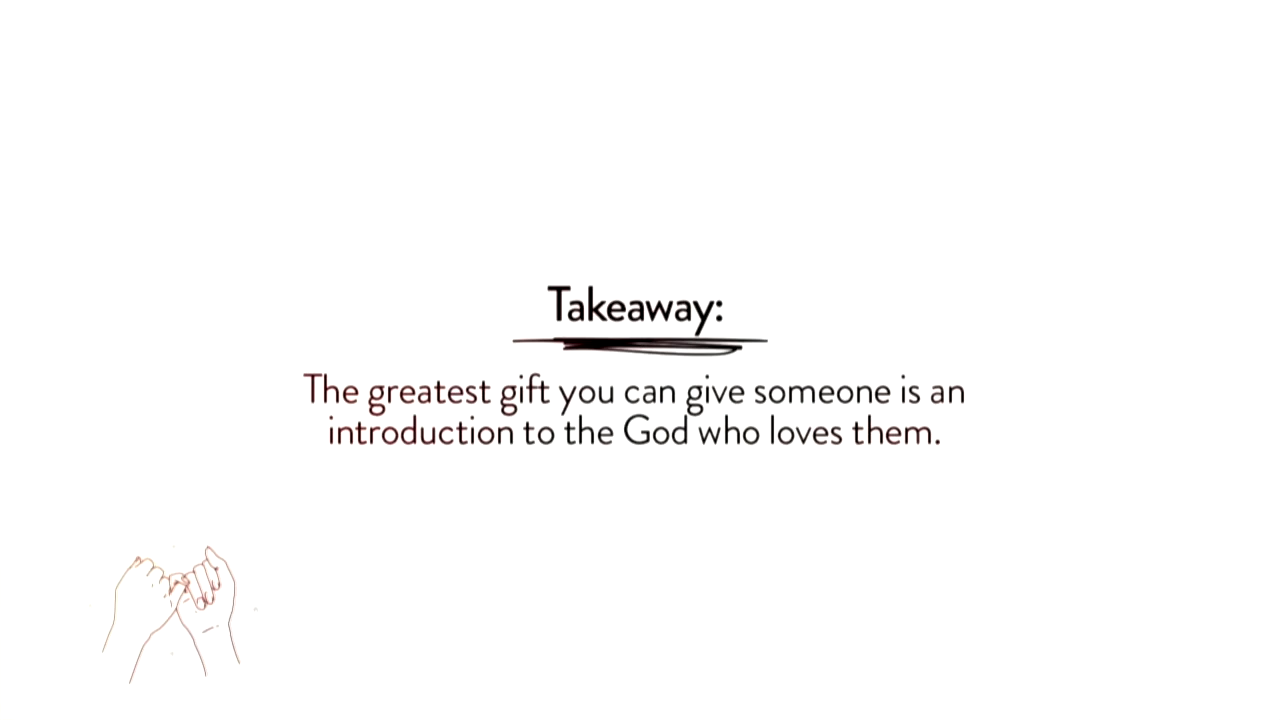 Takeaway:
The greatest gift you can give someone is an
introduction to the God who loves them.